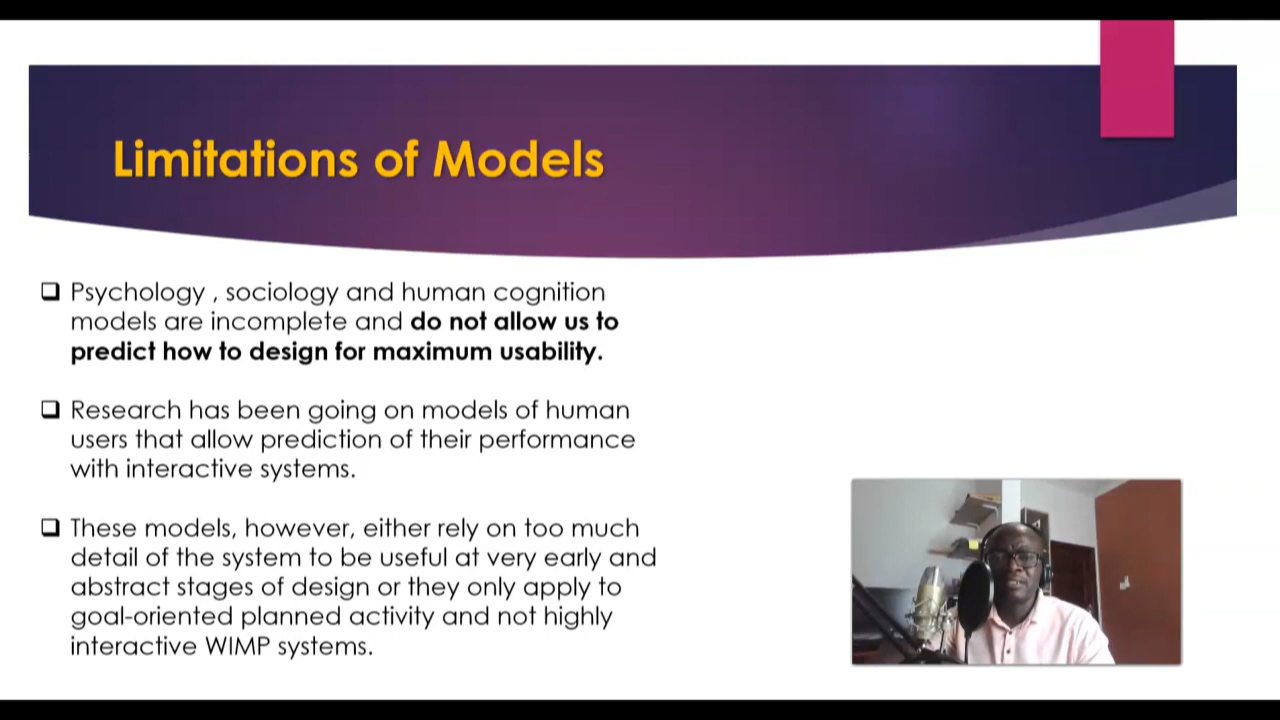 Limitations of Models
❑ Psychology , sociology and human cognition
models are incomplete and do not allow us to
predict how to design for maximum usability.
❑ Research has been going on models of human
users that allow prediction of their performance
with interactive systems.
❑ These models, however, either rely on too much
detail of the system to be useful at very early and
abstract stages of design or they only apply to
goal-oriented planned activity and not highly
interactive WIMP systems.